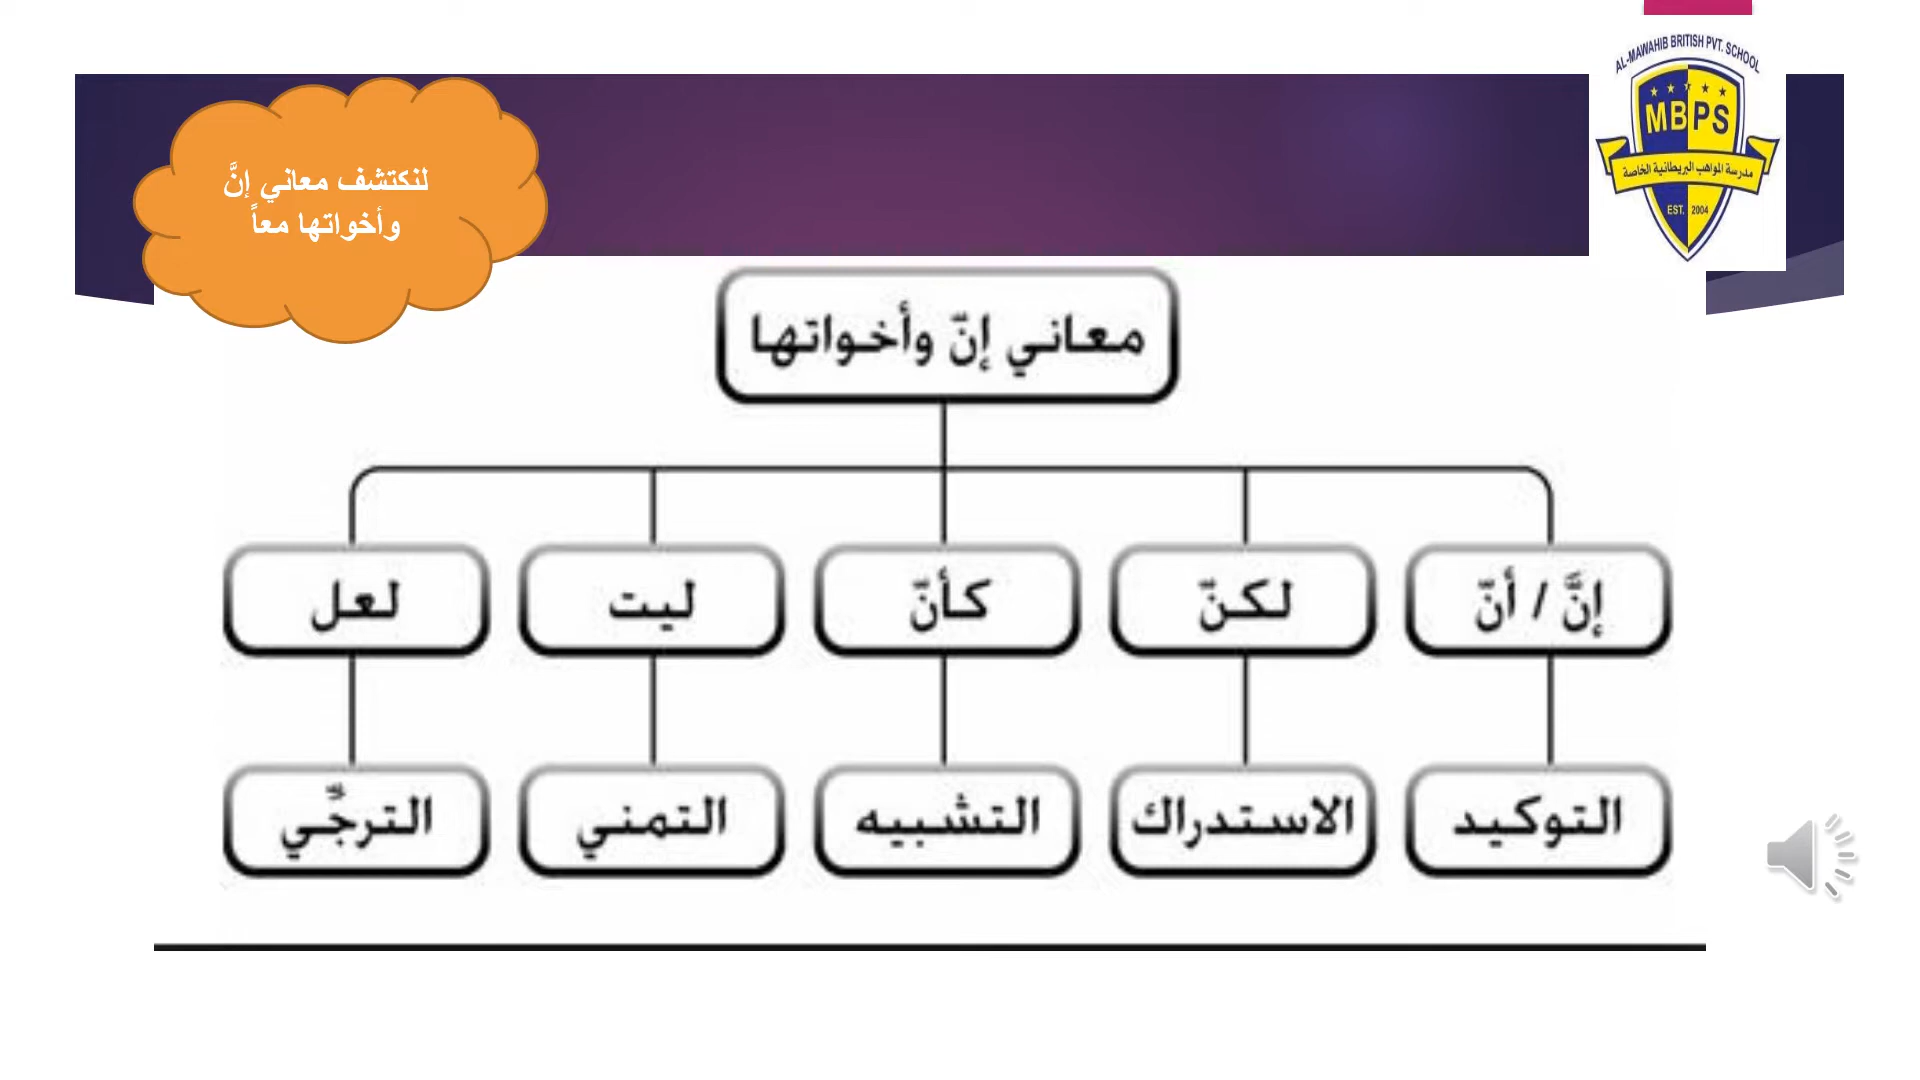 AL-MAWAHIB BRITISH PVT. SCHOOL
MBPS
مدرسة المواهب البريطانية الخاصة
EST. 2004
لنكتشف معاني إنَّ
وأخواتها معاً
معاني إنّ وأخواتها
إنَّ / أنّ
لكنّ
كأنّ
ليت
لعل
التوكيد
الاستدراك
التشبيه
التمني
الترجِّي